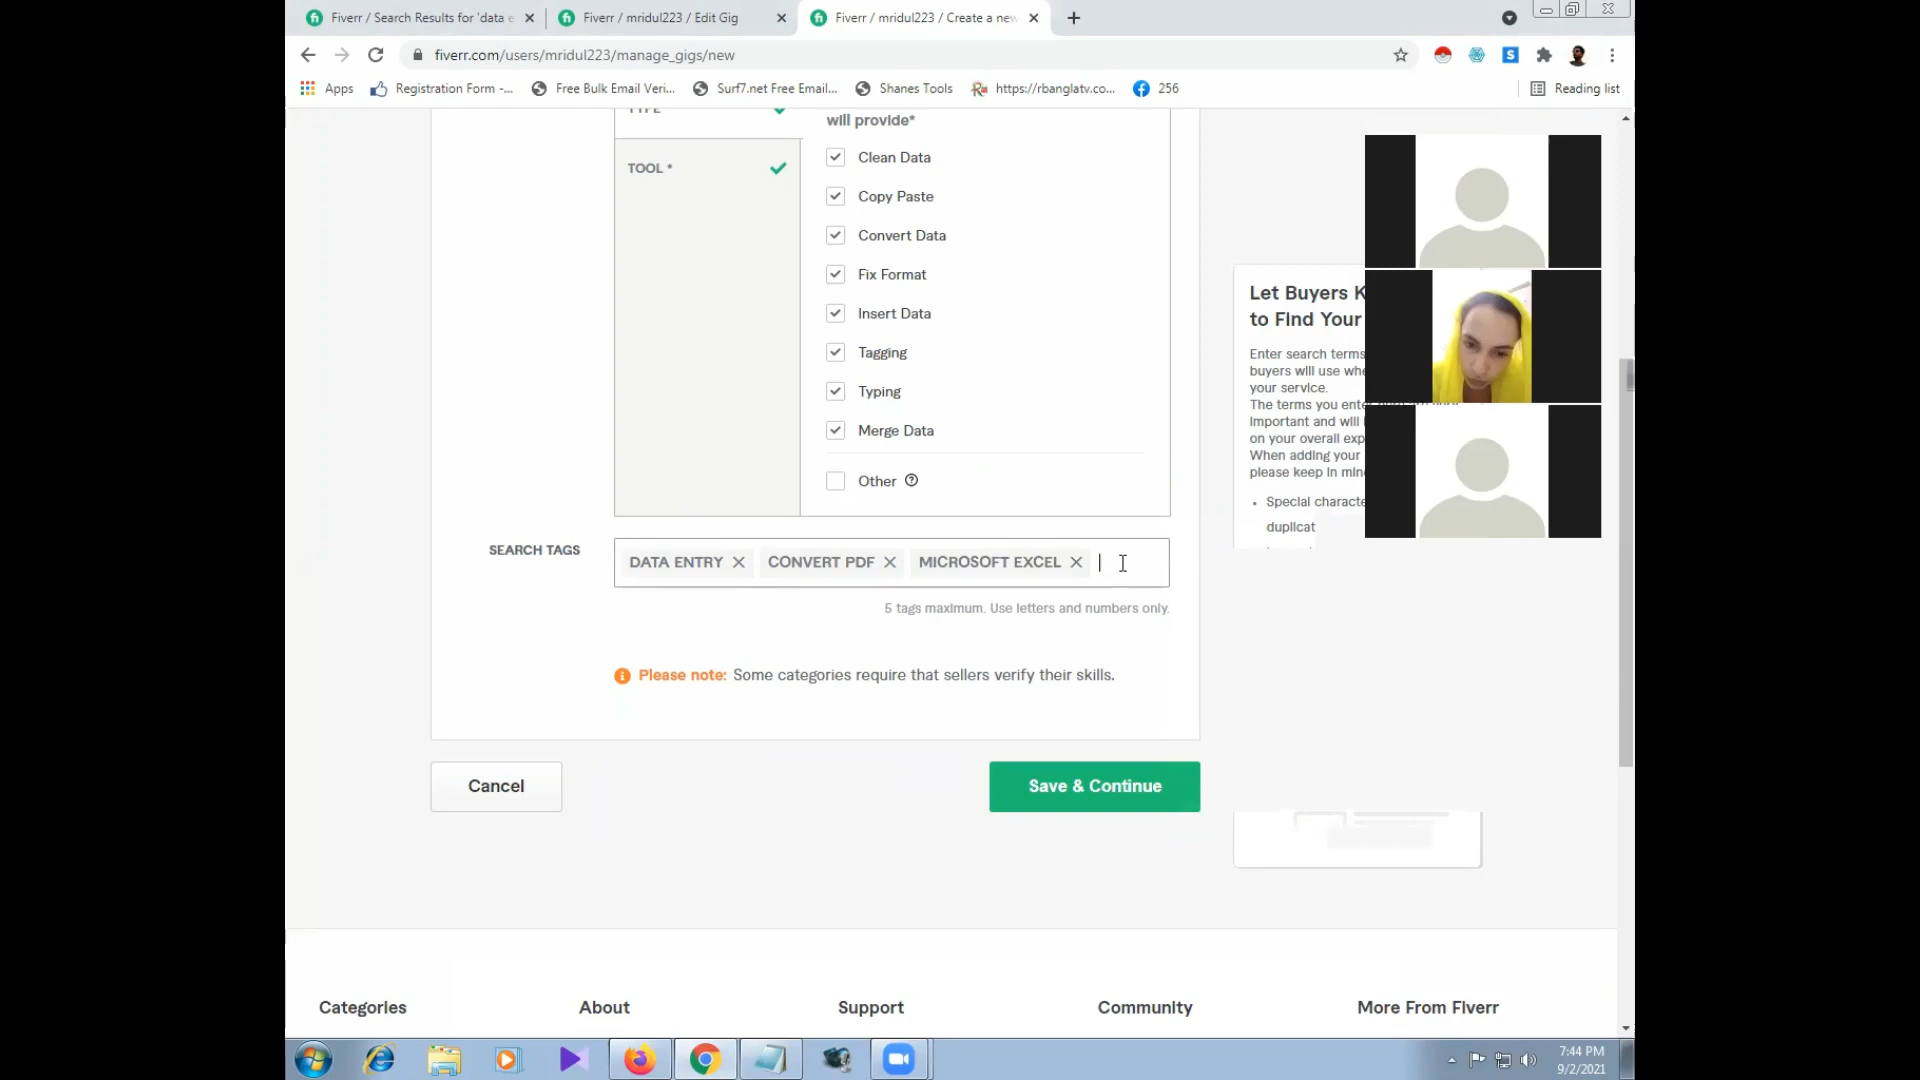 Fiverr / Search Results for 'data e
Fiverr / mridul223 / Edit Gig
Fiverr / mridul223 / Create a new
fiverr.com/users/mridul223/manage_gigs/new
Apps
Registration Form -...
Free Bulk Email Veri...
Surf7.net Free Email...
Shanes Tools
https://rbanglatv.co...
256
Reading list
will provide*
TOOL *
Clean Data
Copy Paste
Convert Data
Fix Format
Insert Data
Tagging
Typing
Merge Data
Other
Let Buyers K
to Find Your
Enter search terms
buyers will use whe
your service.
The terms you ente
important and will
on your overall exp
When adding your
please keep in min
Special characte
duplicat
SEARCH TAGS
DATA ENTRY
CONVERT PDF
MICROSOFT EXCEL
5 tags maximum. Use letters and numbers only.
Please note: Some categories require that sellers verify their skills.
Cancel
Save & Continue
Categories
About
Support
Community
More From Fiverr
7:44 PM
9/2/2021